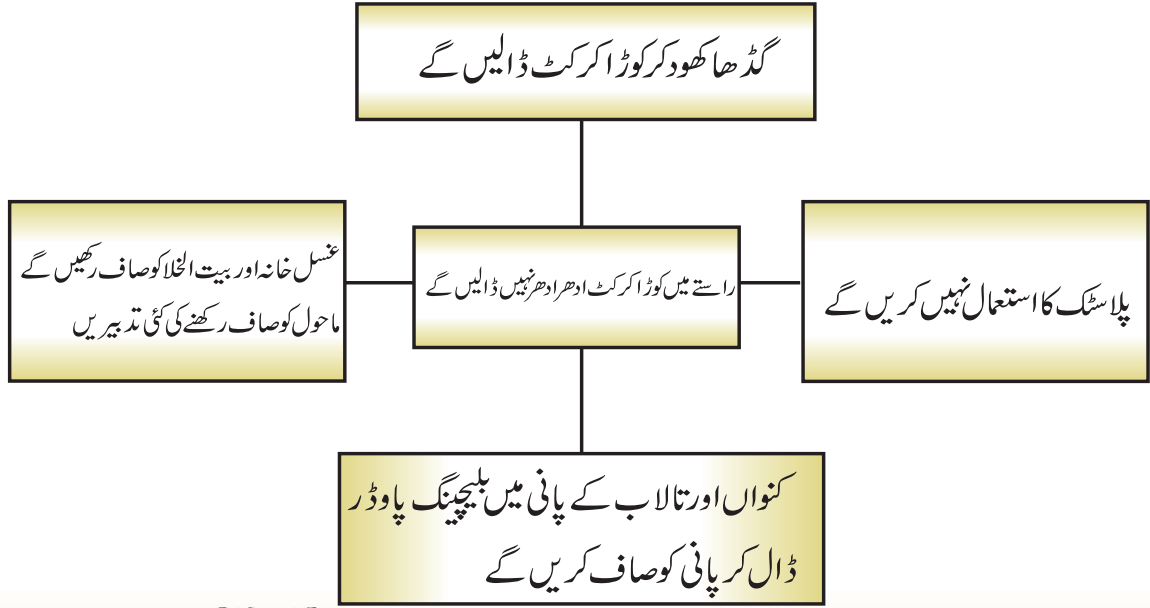 گڈھا کھود کر کوڑا کرکٹ ڈالیں گے
پلاسٹک کا استعمال نہیں کریں گے
راستے میں کوڑا کرکٹ ادھر ادھر نہیں ڈالیں گے
غسل خانہ اور بیت الخلا کو صاف رکھیں گے
ماحول کو صاف رکھنے کی کئی تدبیریں
کنواں اور تالاب کے پانی میں بلیچینگ پاوڈر
ڈال کر پانی کو صاف کریں گے